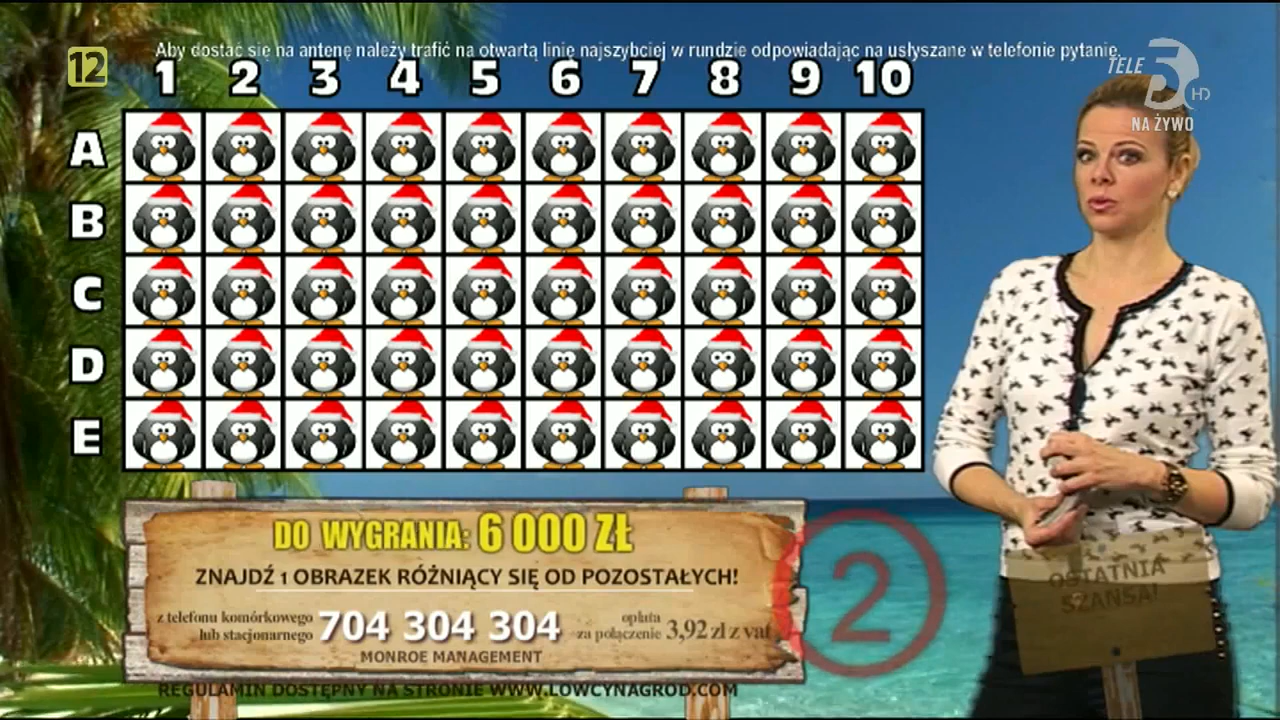 Aby dostać się na antenę należy trafić na otwartą linię najszybciej w rundzie odpowiadając na usłyszane w telefonie pytanie.
12
TELE 5 HD
NA ŻYWO
1 2 3 4 5 6 7 8 9 10
A
B
C
D
E
DO WYGRANIA: 6 000 ZŁ
ZNAJDŹ 1 OBRAZEK RÓŻNIĄCY SIĘ OD POZOSTAŁYCH!
z telefonu komórkowego
lub stacjonarnego
704 304 304
opłata
za połączenie 3,92 zł z vat
MONROE MANAGEMENT
2
OSTATNIA
SZANSA!
REGULAMIN DOSTĘPNY NA STRONIE WWW.LOWCYNAGROD.COM